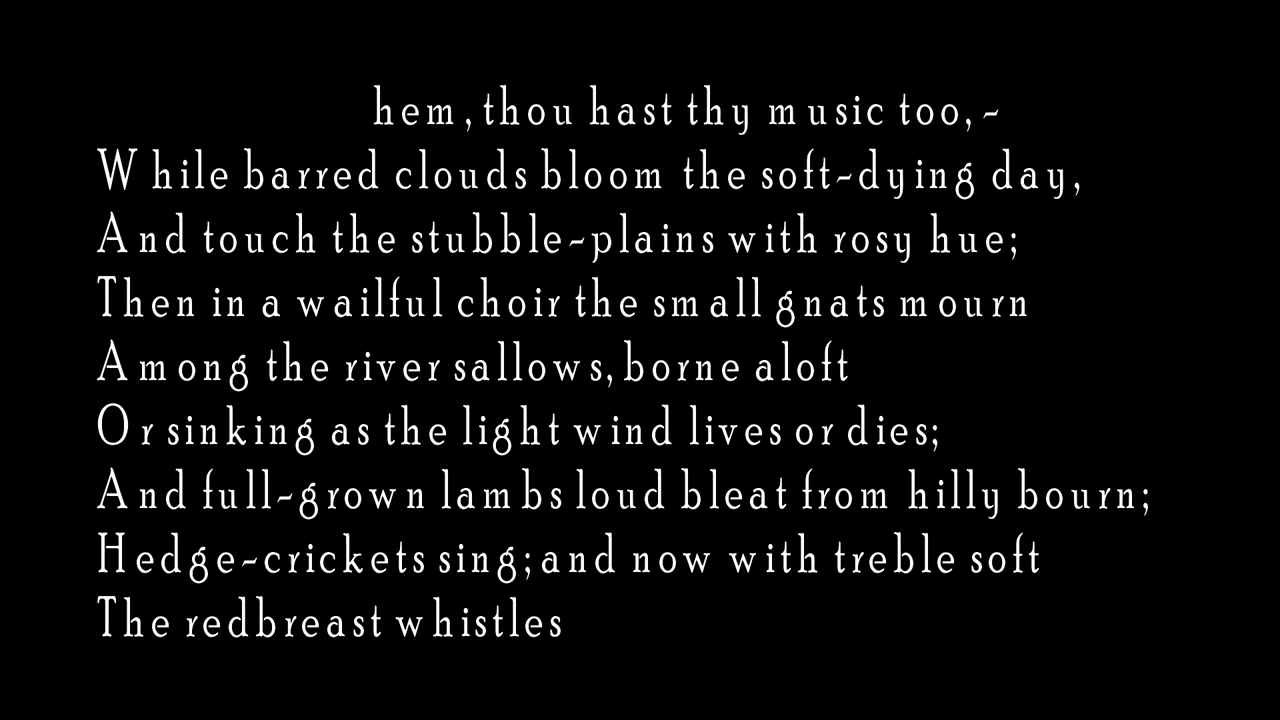 hem, thou hast thy music too,-
While barred clouds bloom the soft-dying day,
And touch the stubble-plains with rosy hue;
Then in a wailful choir the small gnats mourn
Among the river sallows, borne aloft
Or sinking as the light wind lives or dies;
And full-grown lambs loud bleat from hilly bourn;
Hedge-crickets sing; and now with treble soft
The redbreast whistles